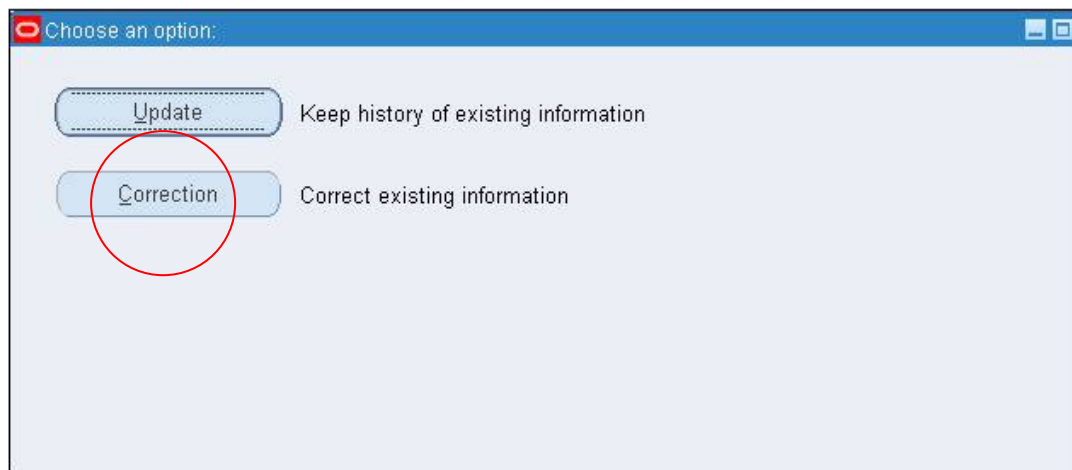 Choose an option:
Update Keep history of existing information
Correction Correct existing information